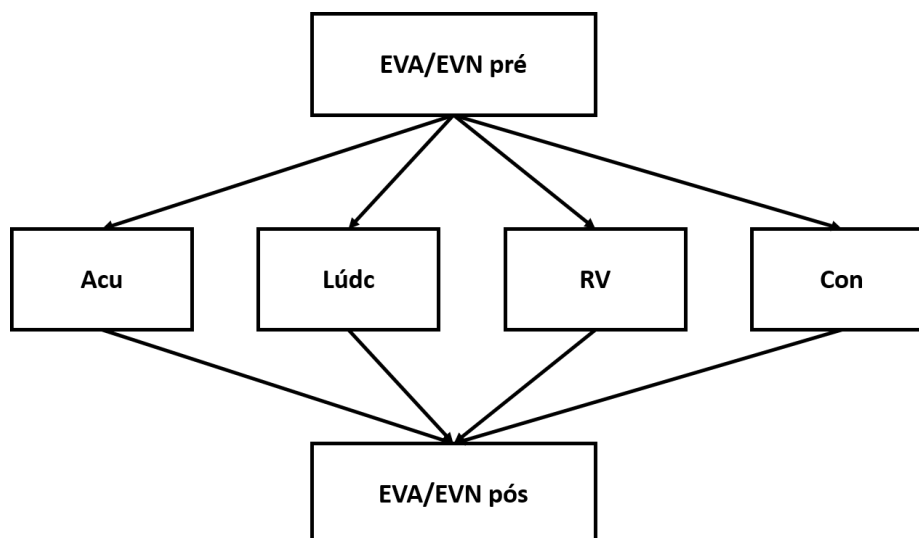 EVA/EVN pré
Acu
Lúdc
RV
Con
EVA/EVN pós